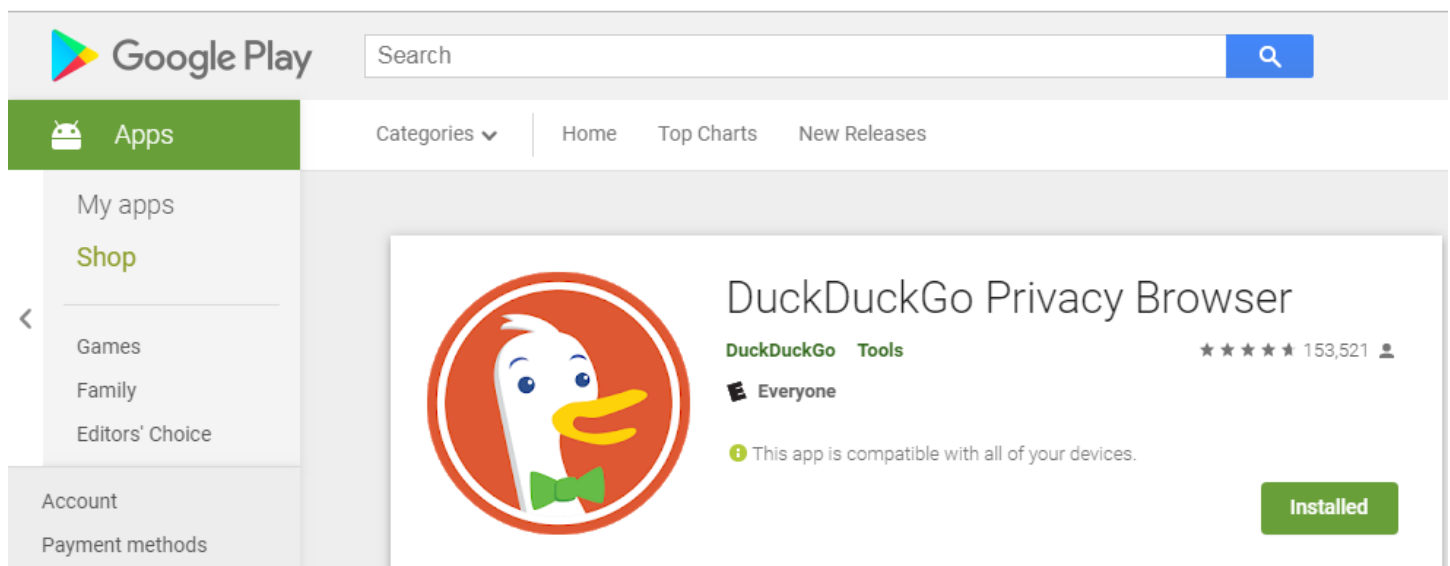 Google Play
Search
Apps
Categories
Home
Top Charts
New Releases
My apps
Shop
Games
Family
Editors' Choice
Account
Payment methods
DuckDuckGo Privacy Browser
DuckDuckGo Tools
153,521
E Everyone
This app is compatible with all of your devices.
Installed